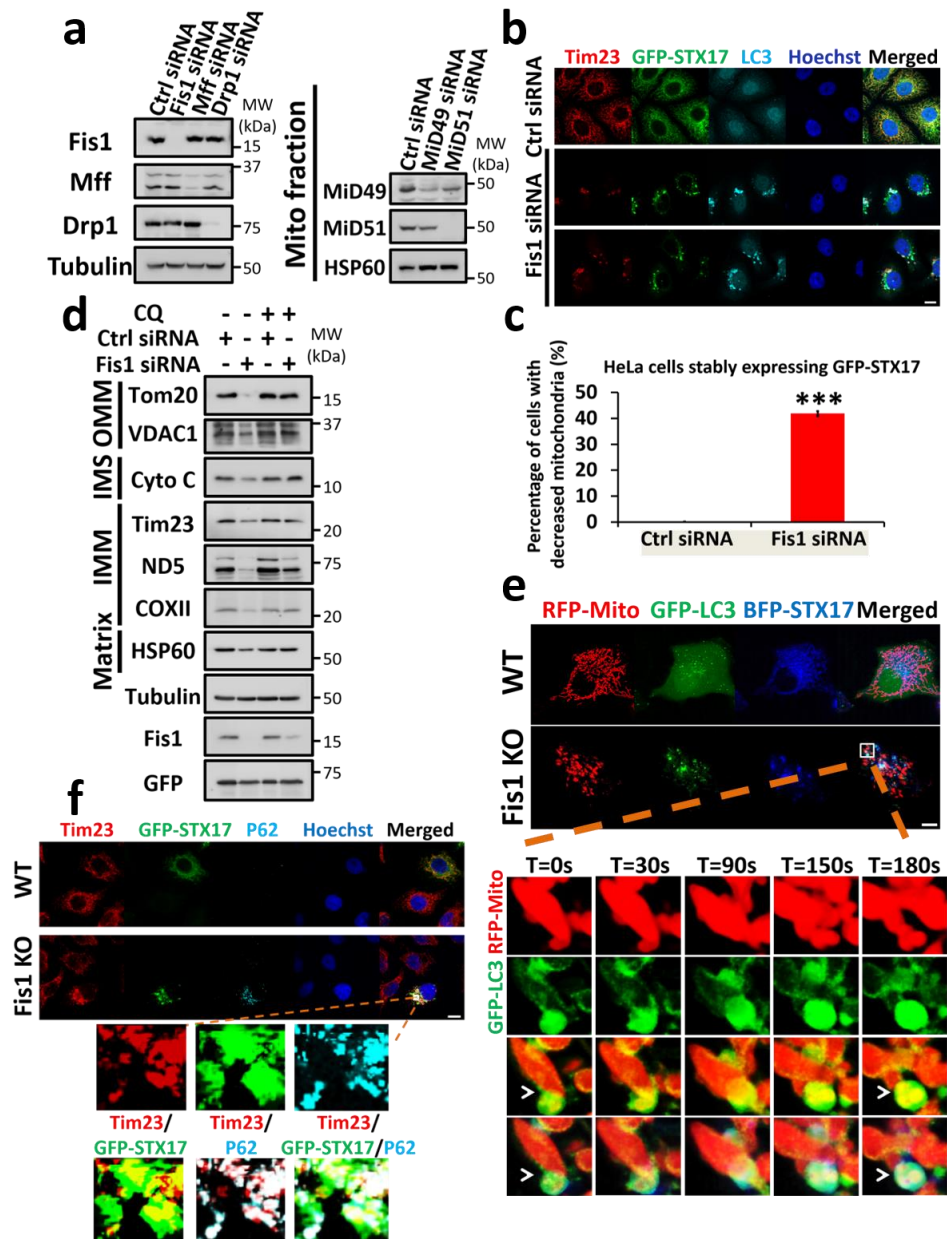 a
Ctrl siRNA
Fis1 siRNA
Mff siRNA
Drp1 siRNA
MW
(kDa)
Fis1
15
37
Mff
Drp1
75
Tubulin
50
Mito fraction
Ctrl siRNA
MiD49 siRNA
MiD51 siRNA
MW
(kDa)
MiD49
50
MiD51
50
HSP60
50
b
Tim23 GFP-STX17 LC3 Hoechst Merged
Ctrl siRNA
Fis1 siRNA
c
HeLa cells stably expressing GFP-STX17
Percentage of cells with
decreased mitochondria (%)
50
40
30
20
10
0
***
Ctrl siRNA Fis1 siRNA
d
CQ - - + +
Ctrl siRNA + - + -
Fis1 siRNA - + - +
MW
(kDa)
OMM
Tom20
15
VDAC1
37
IMS
Cyto C
10
IMM
Tim23
20
ND5
75
COXII
20
Matrix
HSP60
50
Tubulin
50
Fis1
15
GFP
75
e
RFP-Mito GFP-LC3 BFP-STX17 Merged
WT
Fis1 KO
T=0s T=30s T=90s T=150s T=180s
RFP-Mito
GFP-LC3
f
Tim23 GFP-STX17 P62 Hoechst Merged
WT
Fis1 KO
Tim23/ Tim23/ Tim23/
GFP-STX17 P62 GFP-STX17/P62